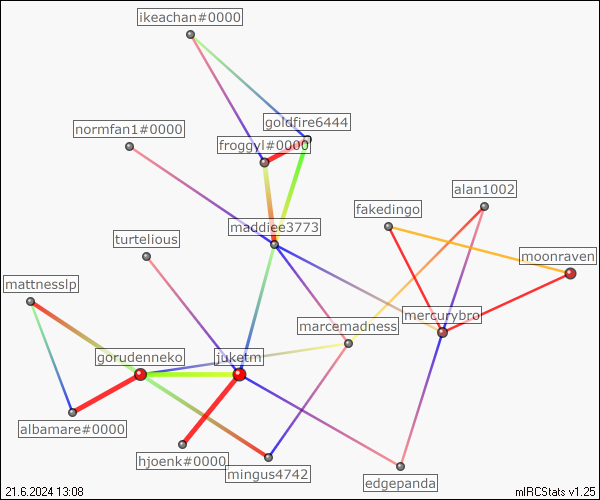 ikeachan#0000
goldfire6444
normfan1#0000
froggyl#0000
alan1002
fakedingo
maddiee3773
turtelious
moonraven
mattnesslp
mercurybro
marcemadness
gorudenneko
juketm
albamare#0000
hjoenk#0000
mingus4742
edgepanda
21.6.2024 13:08
mIRCStats v1.25